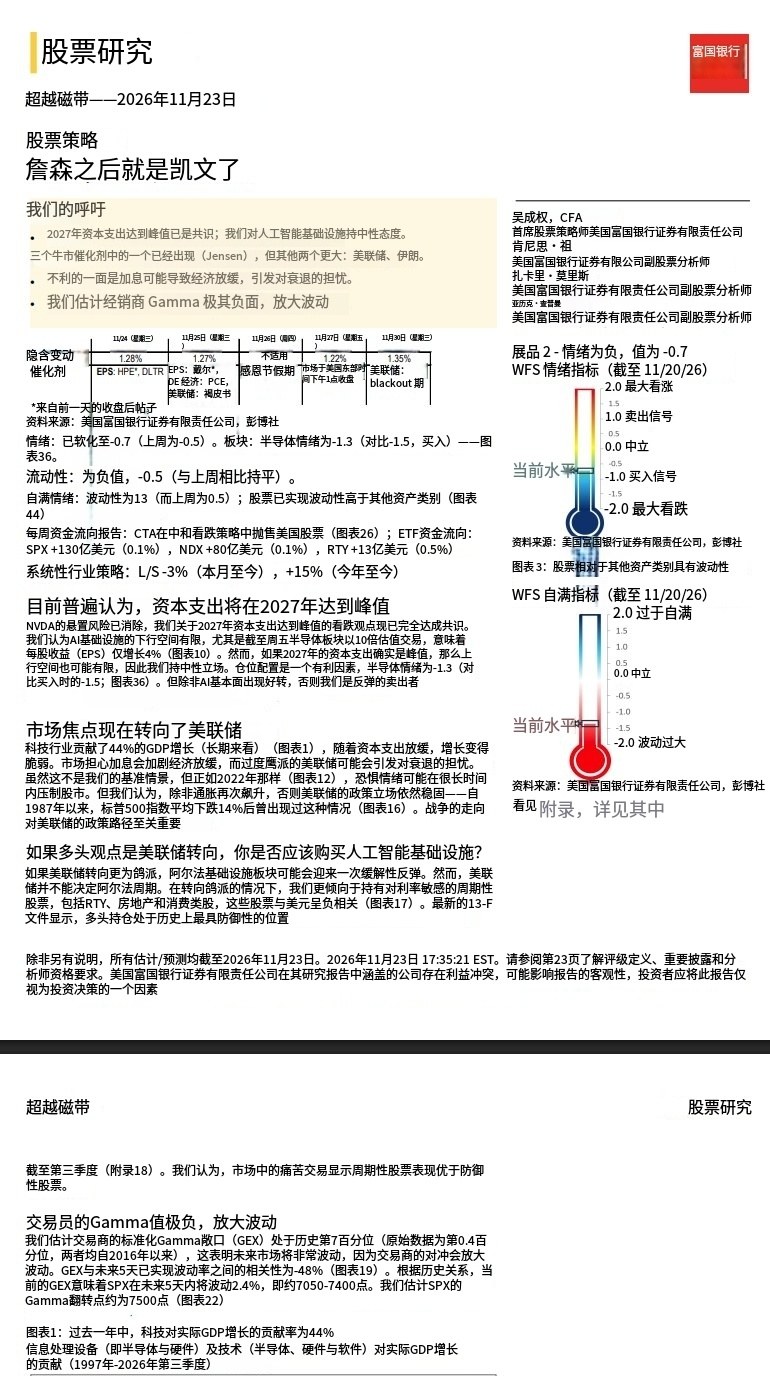 股票研究
富国银行
超越磁带——2026年11月23日
股票策略
詹森之后就是凯文了
我们的呼吁
• 2027年资本支出达到峰值已是共识；我们对人工智能基础设施持中性态度。
三个牛市催化剂中的一个已经出现（Jensen），但其他两个更大：美联储、伊朗。
• 不利的一面是加息可能导致经济放缓，引发对衰退的担忧。
• 我们估计经销商 Gamma 极其负面，放大波动
11/24（星期二） 11月25日（星期三） 11月26日（周四） 11月27日（星期五） 11月30日（星期三）
隐含变动 1.28% 1.27% 不适用 1.22% 1.35%
催化剂 EPS: HPE*, DLTR
EPS：戴尔*，
DE 经济：PCE，
美联储：褐皮书
感恩节假期
市场于美国东部时
间下午1点收盘
美联储：
blackout 期
*来自前一天的收盘后帖子
资料来源：美国富国银行证券有限责任公司，彭博社
情绪：已软化至-0.7（上周为-0.5）。板块：半导体情绪为-1.3（对比-1.5，买入）——图
表36。
流动性：为负值，-0.5（与上周相比持平）。
自满情绪：波动性为13（而上周为0.5）；股票已实现波动性高于其他资产类别（图表
44）
每周资金流向报告：CTA在中和看跌策略中抛售美国股票（图表26）；ETF资金流向：
SPX +130亿美元（0.1%），NDX +80亿美元（0.1%），RTY +13亿美元（0.5%）
系统性行业策略：L/S -3%（本月至今），+15%（今年至今）
目前普遍认为，资本支出将在2027年达到峰值
NVDA的悬置风险已消除，我们关于2027年资本支出达到峰值的看跌观点现已完全达成共识。
我们认为AI基础设施的下行空间有限，尤其是截至周五半导体板块以10倍估值交易，意味着
每股收益（EPS）仅增长4%（图表10）。然而，如果2027年的资本支出确实是峰值，那么上
行空间也可能有限，因此我们持中性立场。仓位配置是一个有利因素，半导体情绪为-1.3（对
比买入时的-1.5；图表36）。但除非AI基本面出现好转，否则我们是反弹的卖出者
市场焦点现在转向了美联储
科技行业贡献了44%的GDP增长（长期来看）（图表1），随着资本支出放缓，增长变得
脆弱。市场担心加息会加剧经济放缓，而过度鹰派的美联储可能会引发对衰退的担忧。
虽然这不是我们的基准情景，但正如2022年那样（图表12），恐惧情绪可能在很长时间
内压制股市。但我们认为，除非通胀再次飙升，否则美联储的政策立场依然稳固——自
1987年以来，标普500指数平均下跌14%后曾出现过这种情况（图表16）。战争的走向
对美联储的政策路径至关重要
如果多头观点是美联储转向，你是否应该购买人工智能基础设施？
如果美联储转向更为鸽派，阿尔法基础设施板块可能会迎来一次缓解性反弹。然而，美联
储并不能决定阿尔法周期。在转向鸽派的情况下，我们更倾向于持有对利率敏感的周期性
股票，包括RTY、房地产和消费类股，这些股票与美元呈负相关（图表17）。最新的13-F
文件显示，多头持仓处于历史上最具防御性的位置
吴成权，CFA
首席股票策略师美国富国银行证券有限责任公司
肯尼思·祖
美国富国银行证券有限公司副股票分析师
扎卡里·莫里斯
美国富国银行证券有限责任公司副股票分析师
亚历克·查普曼
美国富国银行证券有限责任公司副股票分析师
展品 2 - 情绪为负，值为 -0.7
WFS 情绪指标（截至 11/20/26）
2.0 最大看涨
1.5
1.0 卖出信号
0.5
0.0 中立
-0.5
当前水平
-1.0 买入信号
-1.5
-2.0 最大看跌
资料来源：美国富国银行证券有限责任公司，彭博社
图表 3：股票相对于其他资产类别具有波动性
WFS 自满指标（截至 11/20/26）
2.0 过于自满
1.5
1.0
0.5
0.0 中立
-0.5
-1.0
当前水平
-1.5
-2.0 波动过大
资料来源：美国富国银行证券有限责任公司，彭博社
看见 附录，详见其中
除非另有说明，所有估计/预测均截至2026年11月23日。2026年11月23日 17:35:21 EST。请参阅第23页了解评级定义、重要披露和分
析师资格要求。美国富国银行证券有限责任公司在其研究报告中涵盖的公司存在利益冲突，可能影响报告的客观性，投资者应将此报告仅
视为投资决策的一个因素
超越磁带
股票研究
截至第三季度（附录18）。我们认为，市场中的痛苦交易显示周期性股票表现优于防御
性股票。
交易员的Gamma值极负，放大波动
我们估计交易商的标准化Gamma敞口（GEX）处于历史第7百分位（原始数据为第0.4百
分位，两者均自2016年以来），这表明未来市场将非常波动，因为交易商的对冲会放大
波动。GEX与未来5天已实现波动率之间的相关性为-48%（图表19）。根据历史关系，当
前的GEX意味着SPX在未来5天内将波动2.4%，即约7050-7400点。我们估计SPX的
Gamma翻转点约为7500点（图表22）
图表1：过去一年中，科技对实际GDP增长的贡献率为44%
信息处理设备（即半导体与硬件）及技术（半导体、硬件与软件）对实际GDP增长
的贡献（1997年-2026年第三季度）